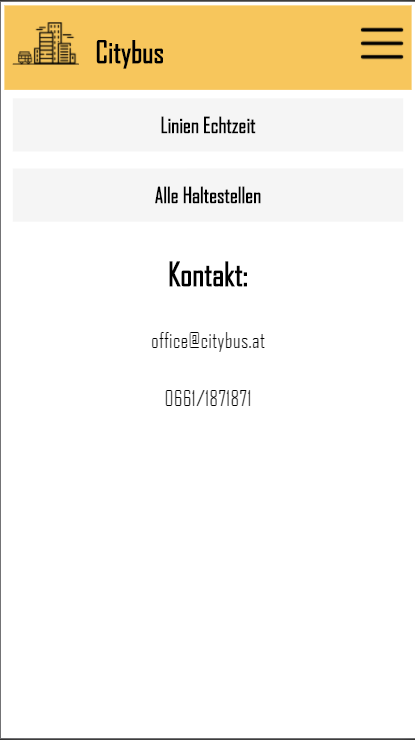 Citybus
Linien Echtzeit
Alle Haltestellen
Kontakt:
office@citybus.at
0661/1871871